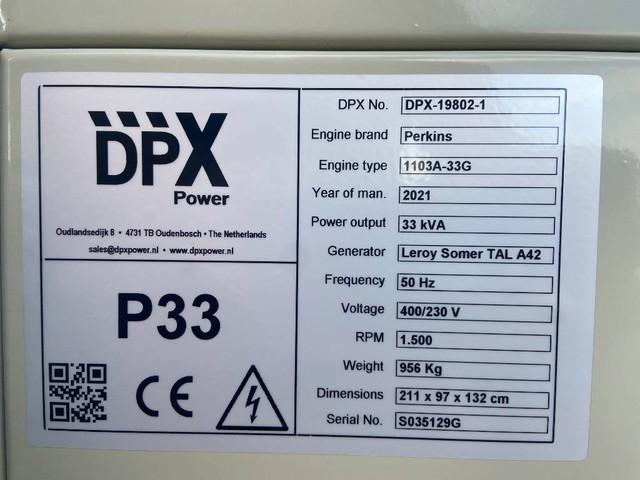 DPX
Power
Oudlandsedijk 8 • 4731 TB Oudenbosch • The Netherlands
sales@dpxpower.nl • www.dpxpower.nl
P33
CE
DPX No. DPX-19802-1
Engine brand Perkins
Engine type 1103A-33G
Year of man. 2021
Power output 33 kVA
Generator Leroy Somer TAL A42
Frequency 50 Hz
Voltage 400/230 V
RPM 1.500
Weight 956 Kg
Dimensions 211 x 97 x 132 cm
Serial No. S035129G